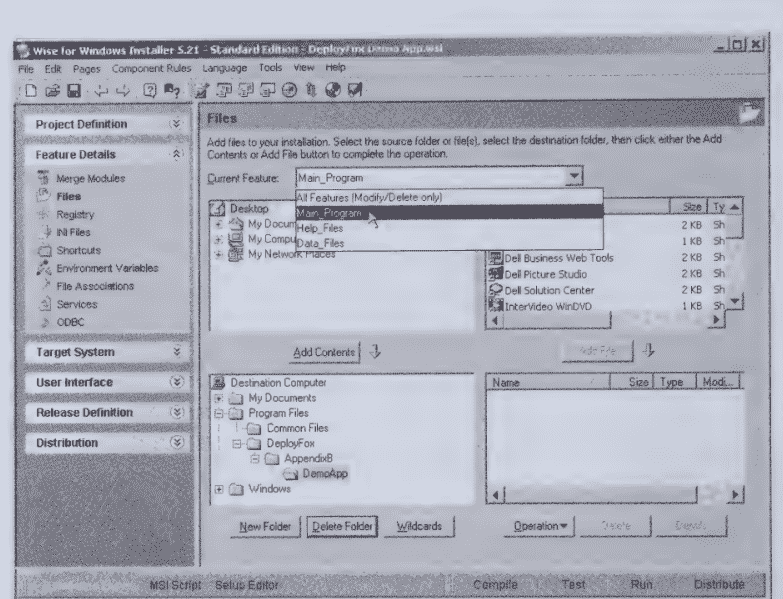 Wise for Windows Installer 5.21 - Standard Edition - DeployFox Demo App.wsi
File Edit Pages Component Rules Language Tools View Help
Project Definition
Feature Details
Merge Modules
Files
Registry
INI Files
Shortcuts
Environment Variables
File Associations
Services
ODBC
Target System
User Interface
Release Definition
Distribution
Files
Add files to your installation. Select the source folder or file(s), select the destination folder, then click either the Add
Contents or Add File button to complete the operation.
Current Feature: Main_Program
All Features (Modify/Delete only)
Main_Program
Help_Files
Data_Files
Desktop
My Docum
My Compu
My Network Places
Size Ty
2 KB Sh
1 KB Sh
Dell Business Web Tools 2 KB Sh
Dell Picture Studio 2 KB Sh
Dell Solution Center 2 KB Sh
InterVideo WinDVD 1 KB Sh
Add Contents
Add File
Destination Computer
My Documents
Program Files
Common Files
DeployFox
AppendixB
DemoApp
Windows
Name / Size Type Modi...
New Folder Delete Folder Wildcards Operation Delete Details
MSI Script Setup Editor Compile Test Run Distribute